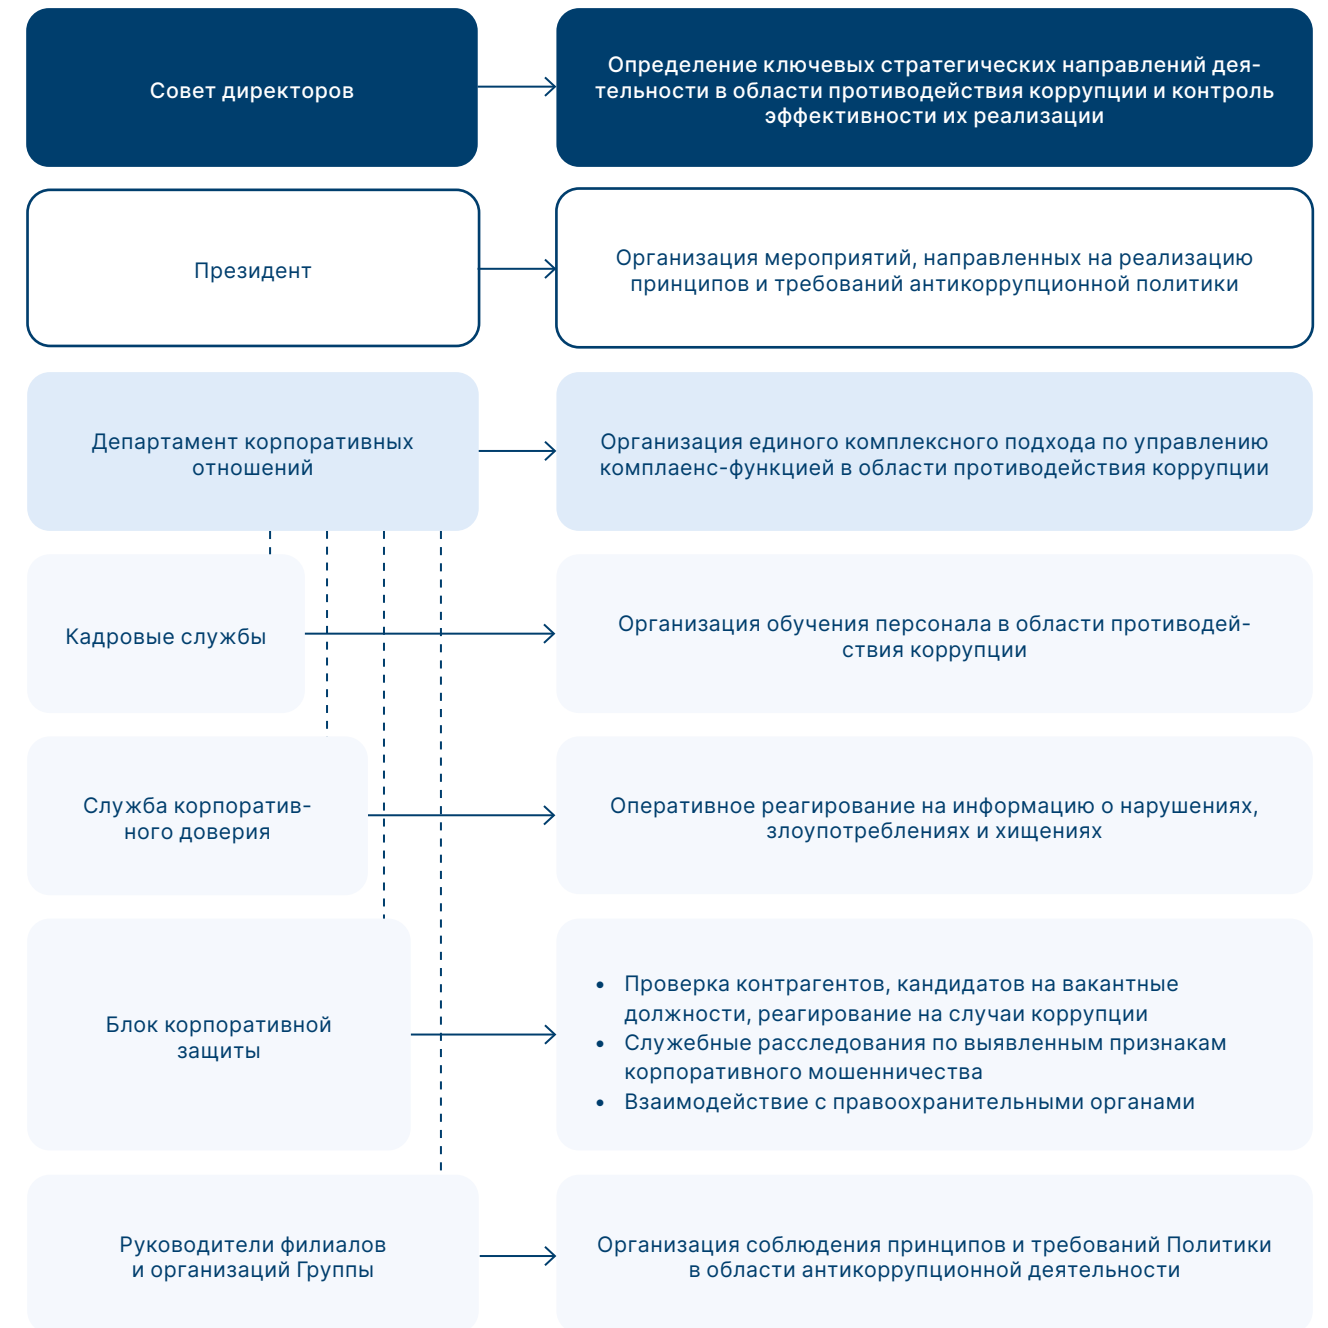 Совет директоров
Определение ключевых стратегических направлений дея-
тельности в области противодействия коррупции и контроль
эффективности их реализации
Президент
Организация мероприятий, направленных на реализацию
принципов и требований антикоррупционной политики
Департамент корпоративных
отношений
Организация единого комплексного подхода по управлению
комплаенс-функцией в области противодействия коррупции
Кадровые службы
Организация обучения персонала в области противодей-
ствия коррупции
Служба корпоратив-
ного доверия
Оперативное реагирование на информацию о нарушениях,
злоупотреблениях и хищениях
Блок корпоративной
защиты
• Проверка контрагентов, кандидатов на вакантные
должности, реагирование на случаи коррупции
• Служебные расследования по выявленным признакам
корпоративного мошенничества
• Взаимодействие с правоохранительными органами
Руководители филиалов
и организаций Группы
Организация соблюдения принципов и требований Политики
в области антикоррупционной деятельности